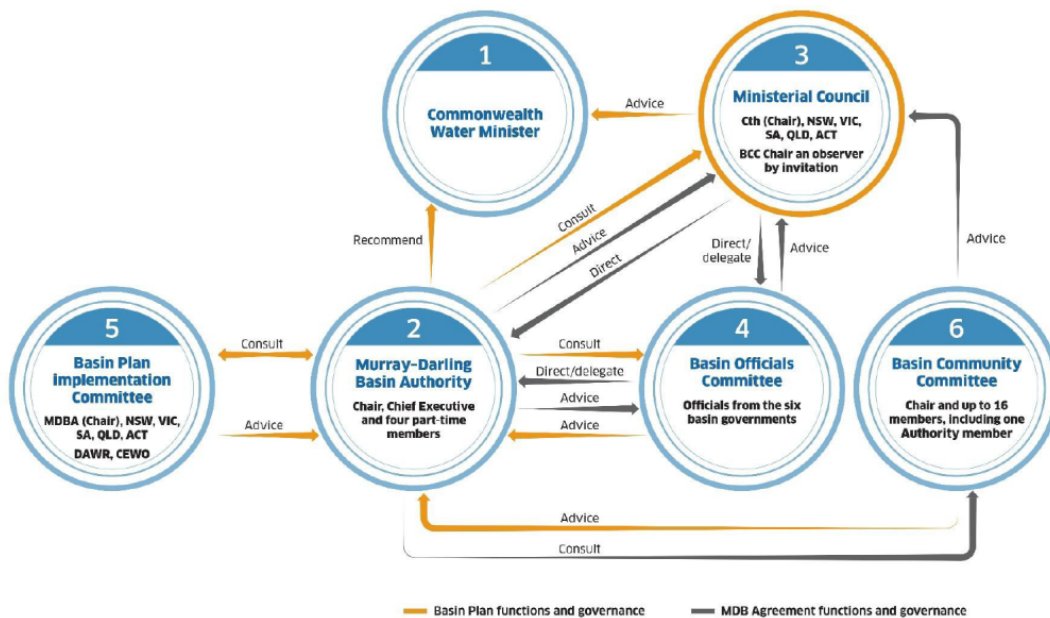 1
Commonwealth
Water Minister
Advice
3
Ministerial Council
Cth (Chair), NSW, VIC,
SA, QLD, ACT
BCC Chair an observer
by invitation
Recommend
Consult
Advice
Direct
Direct/
delegate
Advice
Advice
5
Basin Plan
implementation
Committee
MDBA (Chair), NSW, VIC,
SA, QLD, ACT
DAWR, CEWO
Consult
Advice
2
Murray–Darling
Basin Authority
Chair, Chief Executive
and four part-time
members
Consult
Direct/delegate
Advice
Advice
4
Basin Officials
Committee
Officials from the six
basin governments
6
Basin Community
Committee
Chair and up to 16
members, including one
Authority member
Advice
Consult
Basin Plan functions and governance
MDB Agreement functions and governance